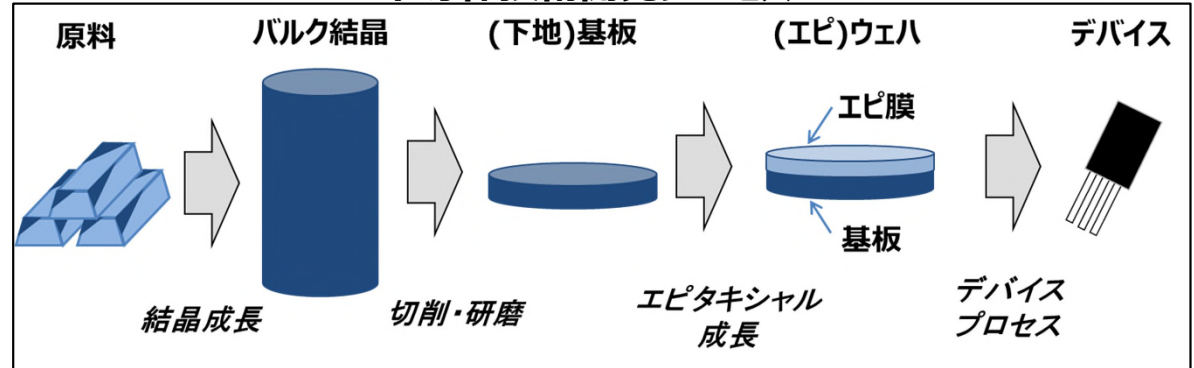 原料
バルク結晶
(下地)基板
(エピ)ウェハ
デバイス
エピ膜
基板
結晶成長
切削・研磨
エピタキシャル
成長
デバイス
プロセス